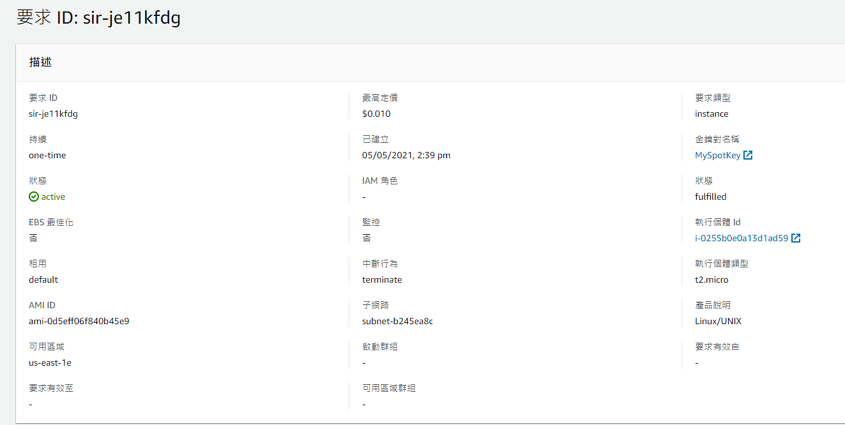 要求 ID: sir-je11kfdg
描述
要求 ID
sir-je11kfdg
最高定價
$0.010
要求類型
instance
持續
one-time
已建立
05/05/2021, 2:39 pm
金鑰對名稱
MySpotKey
狀態
active
IAM 角色
-
狀態
fulfilled
EBS 最佳化
否
監控
否
執行個體 Id
i-0255b0e0a13d1ad59
租用
default
中斷行為
terminate
執行個體類型
t2.micro
AMI ID
ami-0d5eff06f840b45e9
子網路
subnet-b245ea8c
產品說明
Linux/UNIX
可用區域
us-east-1e
啟動群組
-
要求有效自
-
要求有效至
-
可用區域群組
-